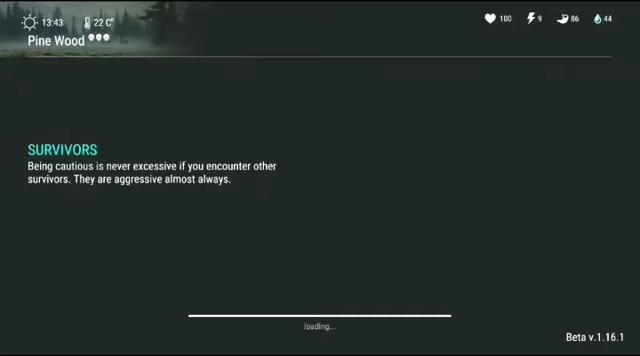 13:43 22 C° 100 9 86 44
Pine Wood
SURVIVORS
Being cautious is never excessive if you encounter other
survivors. They are aggressive almost always.
loading...
Beta v.1.16.1